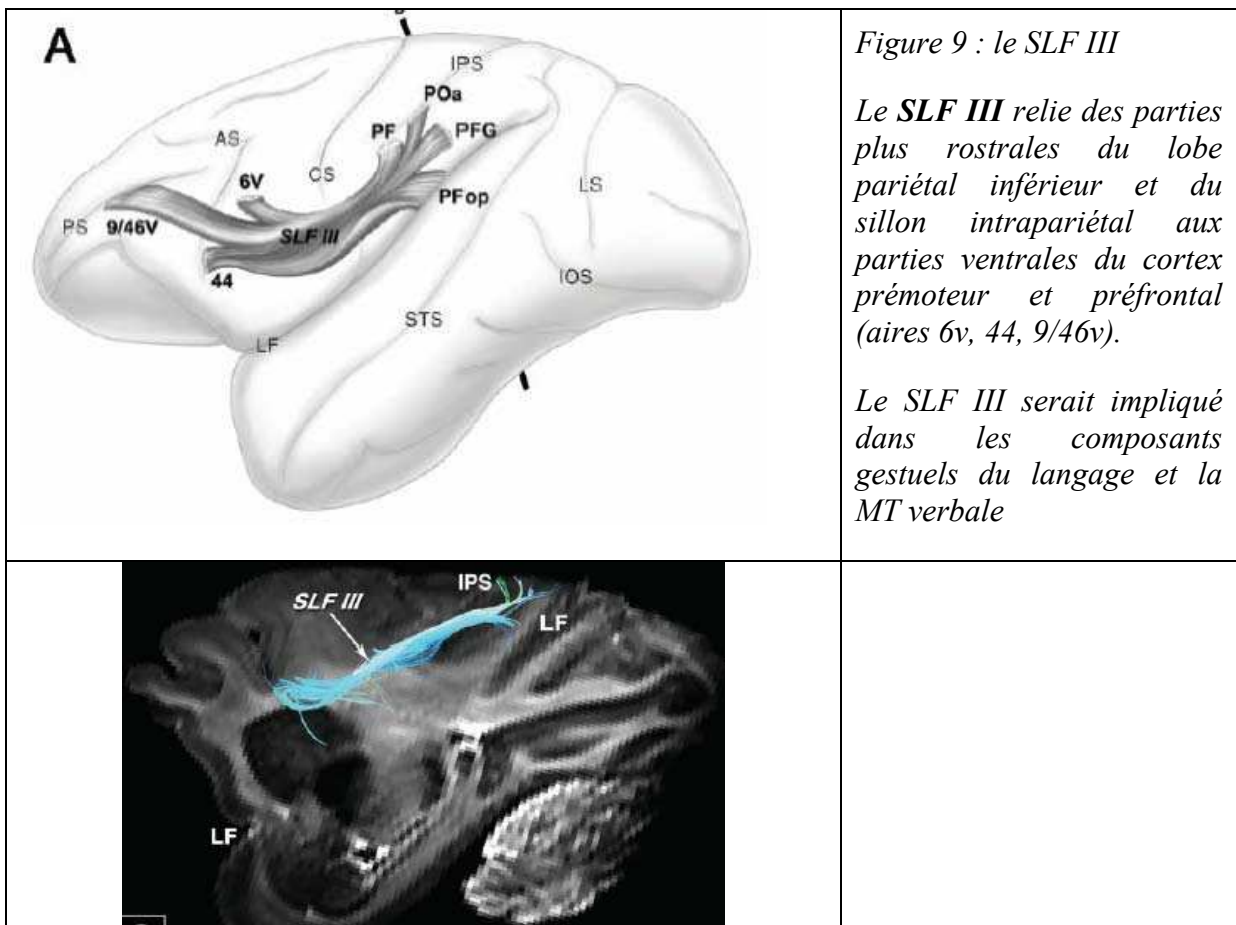 A
IPS
POa
PF
PFG
AS
6V
CS
PFop
LS
PS
9/46V
SLF III
44
IOS
STS
LF
Figure 9 : le SLF III
Le SLF III relie des parties
plus rostrales du lobe
pariétal inférieur et du
sillon intrapariétal aux
parties ventrales du cortex
prémoteur et préfrontal
(aires 6v, 44, 9/46v).
Le SLF III serait impliqué
dans les composants
gestuels du langage et la
MT verbale
IPS
SLF III
LF
LF